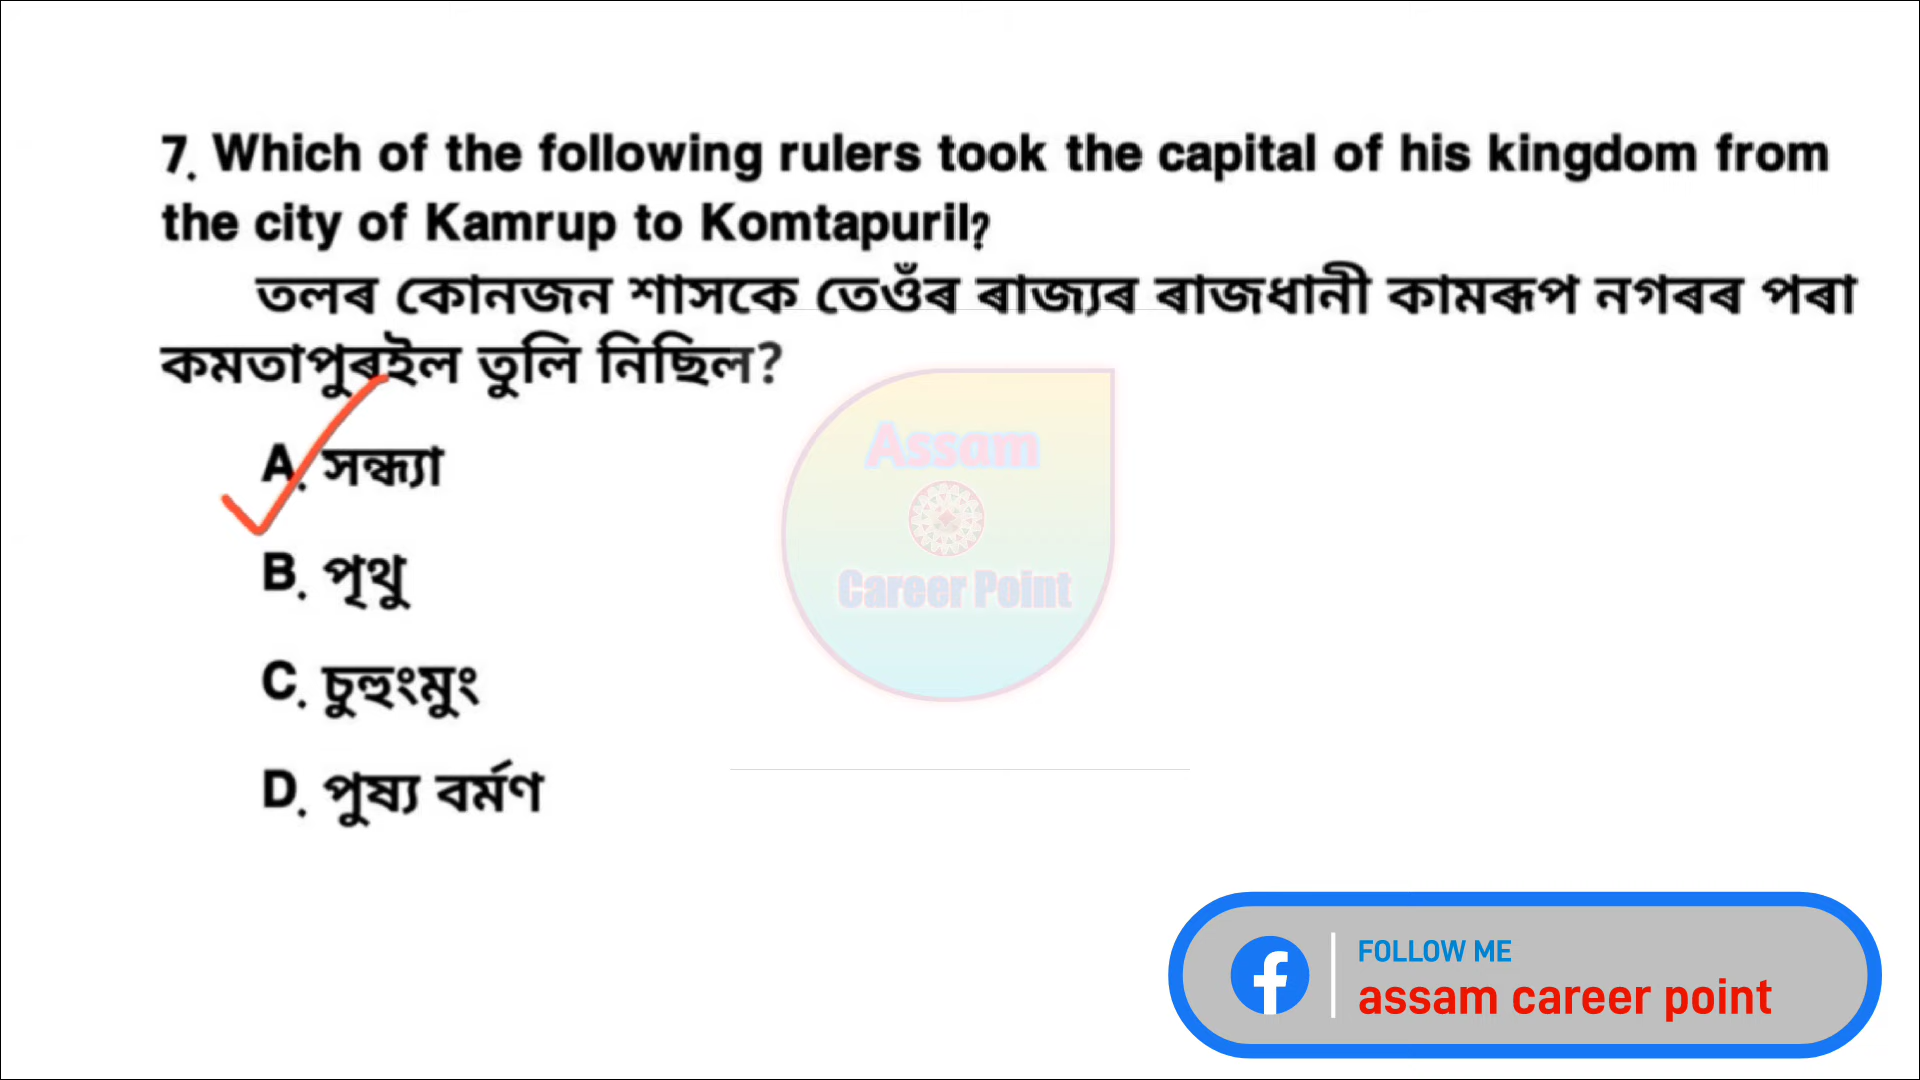 7. Which of the following rulers took the capital of his kingdom from
the city of Kamrup to Komtapuril?
তলৰ কোনজন শাসকে তেওঁৰ ৰাজ্যৰ ৰাজধানী কামৰূপ নগৰৰ পৰা
কমতাপুৰইল তুলি নিছিল?
A. সন্ধ্যা
B. পৃথু
C. চুহুংমুং
D. পুষ্য বৰ্মণ
Assam
Career Point
FOLLOW ME
assam career point